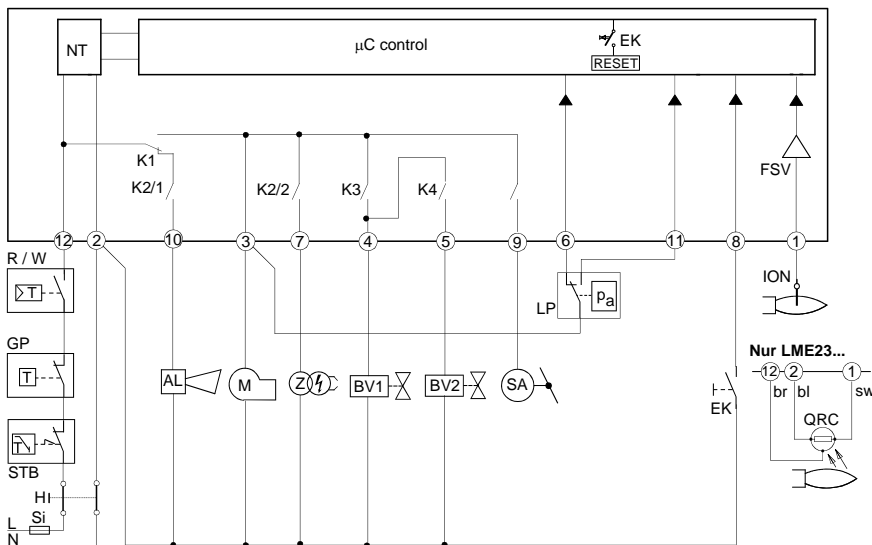 NT
μC control
EK
RESET
K1
K2/1
K2/2
K3
K4
FSV
12 2 10 3 7 4 5 9 6 11 8 1
R / W
>T
LP
pa
ION
GP
T
AL
M
Z
BV1
BV2
SA
EK
Nur LME23...
12 2 1
br bl sw
QRC
T
STB
H
L
Si
N